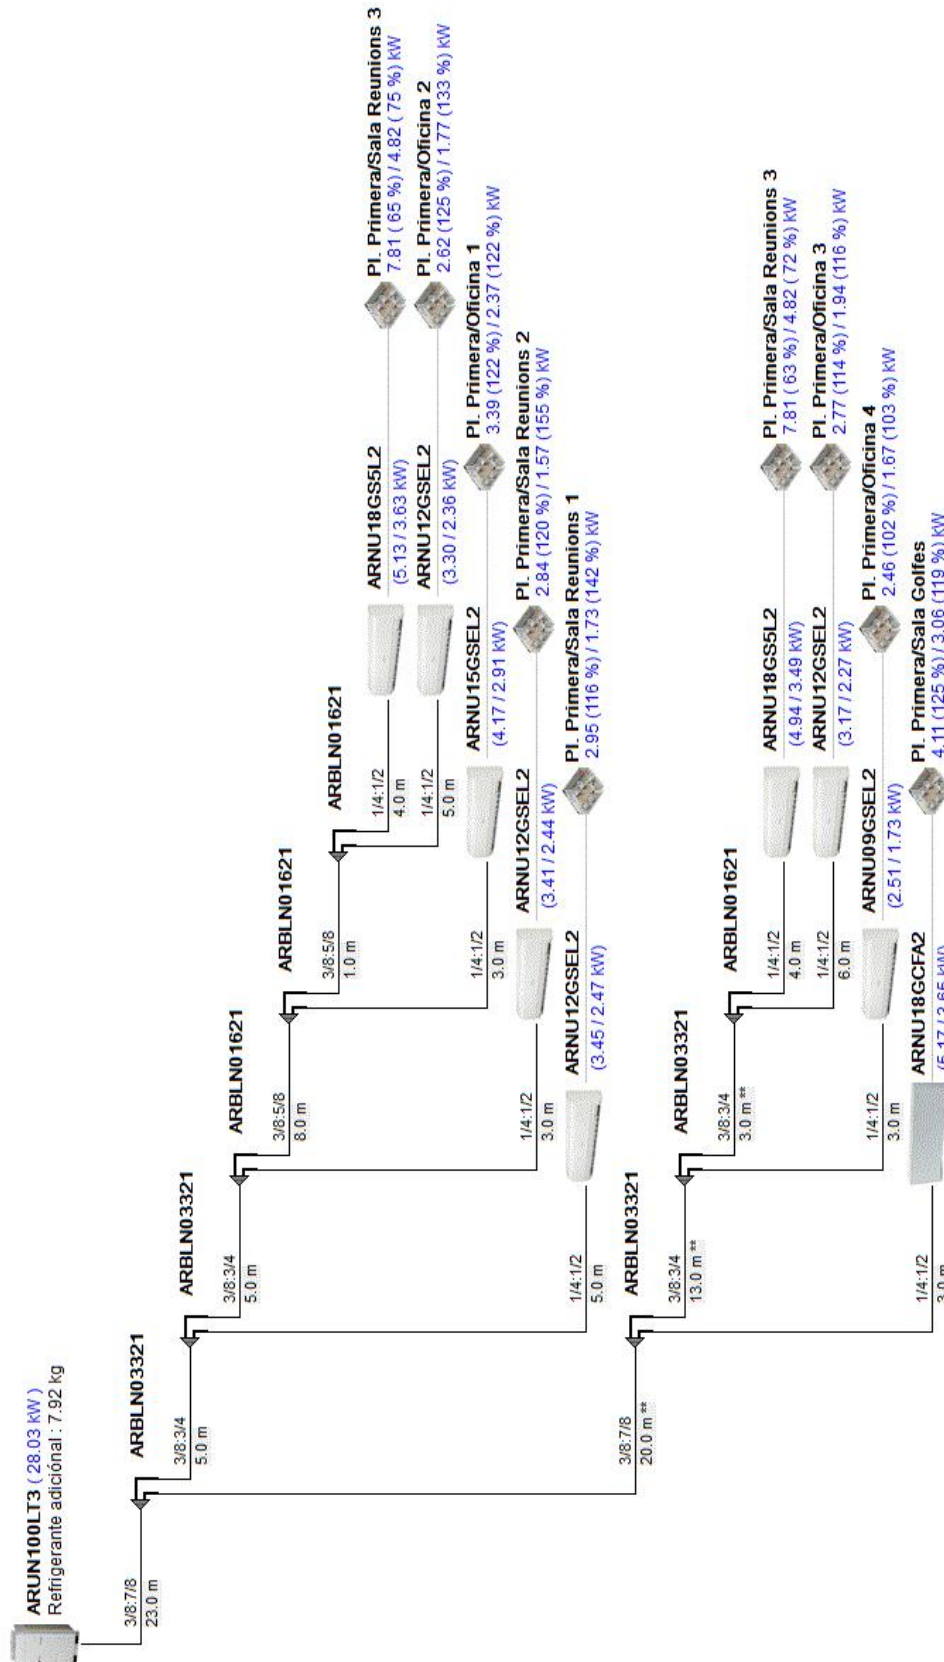 ARUN100LT3 ( 28.03 kW )
Refrigerante adiciónal : 7.92 kg
3/8:7/8
23.0 m
ARBLN03321
3/8:3/4
5.0 m
ARBLN03321
3/8:3/4
5.0 m
ARBLN01621
3/8:5/8
8.0 m
ARBLN01621
3/8:5/8
1.0 m
ARBLN01621
1/4:1/2
4.0 m
ARNU18GS5L2
(5.13 / 3.63 kW)
Pl. Primera/Sala Reunions 3
7.81 ( 65 %) / 4.82 ( 75 %) kW
1/4:1/2
5.0 m
ARNU12GSEL2
(3.30 / 2.36 kW)
Pl. Primera/Oficina 2
2.62 (125 %) / 1.77 (133 %) kW
1/4:1/2
3.0 m
ARNU15GSEL2
(4.17 / 2.91 kW)
Pl. Primera/Oficina 1
3.39 (122 %) / 2.37 (122 %) kW
1/4:1/2
3.0 m
ARNU12GSEL2
(3.41 / 2.44 kW)
Pl. Primera/Sala Reunions 2
2.84 (120 %) / 1.57 (155 %) kW
1/4:1/2
5.0 m
ARNU12GSEL2
(3.45 / 2.47 kW)
Pl. Primera/Sala Reunions 1
2.95 (116 %) / 1.73 (142 %) kW
3/8:7/8
20.0 m **
ARBLN03321
3/8:3/4
13.0 m **
ARBLN03321
3/8:3/4
3.0 m **
ARBLN01621
1/4:1/2
4.0 m
ARNU18GS5L2
(4.94 / 3.49 kW)
Pl. Primera/Sala Reunions 3
7.81 ( 63 %) / 4.82 ( 72 %) kW
1/4:1/2
6.0 m
ARNU12GSEL2
(3.17 / 2.27 kW)
Pl. Primera/Oficina 3
2.77 (114 %) / 1.94 (116 %) kW
1/4:1/2
3.0 m
ARNU09GSEL2
(2.51 / 1.73 kW)
Pl. Primera/Oficina 4
2.46 (102 %) / 1.67 (103 %) kW
1/4:1/2
3.0 m
ARNU18GCFA2
(5.17 / 3.65 kW)
Pl. Primera/Sala Golfes
4.11 (125 %) / 3.06 (119 %) kW